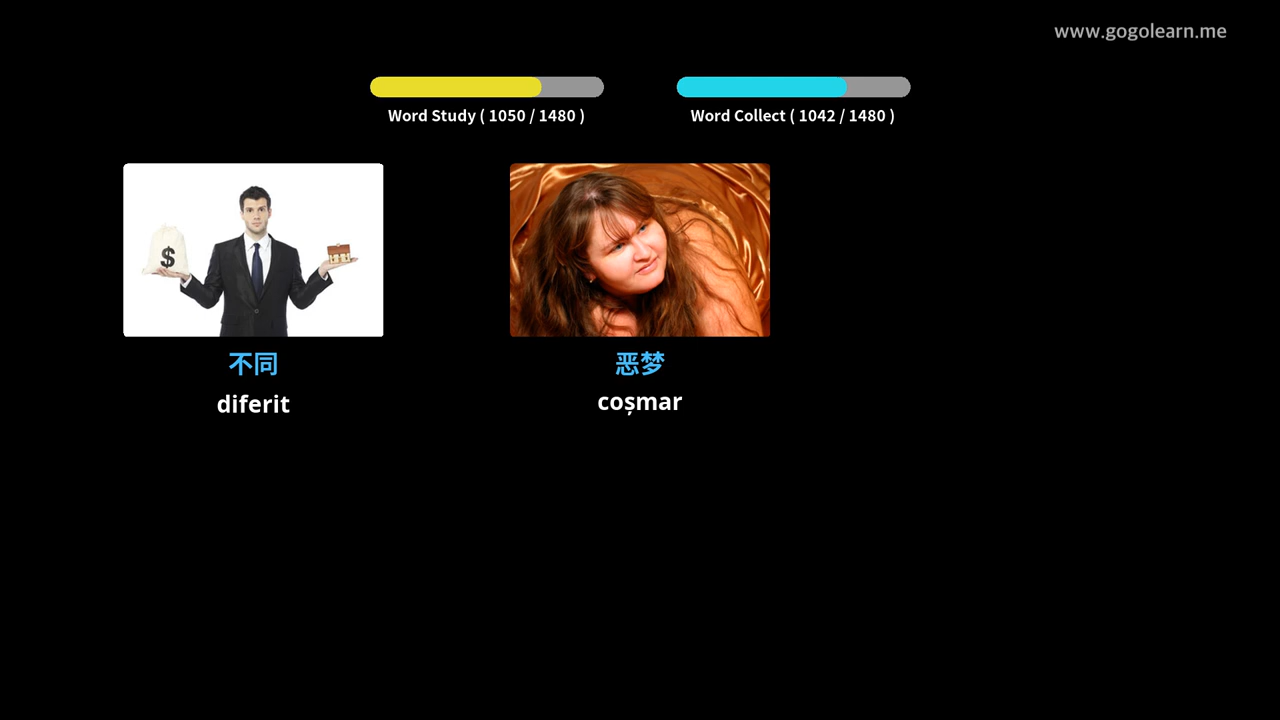 www.gogolearn.me
Word Study ( 1050 / 1480 )
Word Collect ( 1042 / 1480 )
$
不同
diferit
恶梦
coșmar